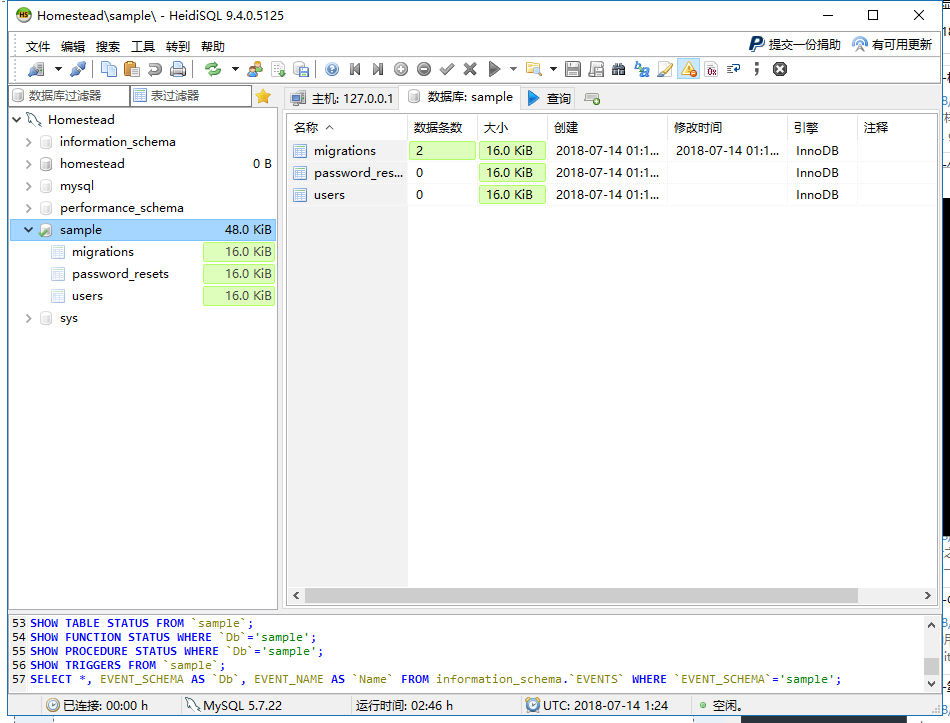 Homestead\sample\ - HeidiSQL 9.4.0.5125
文件 编辑 搜索 工具 转到 帮助 提交一份捐助 有可用更新
数据库过滤器 表过滤器 主机: 127.0.0.1 数据库: sample 查询
Homestead
information_schema
homestead 0 B
mysql
performance_schema
sample 48.0 KiB
migrations 16.0 KiB
password_resets 16.0 KiB
users 16.0 KiB
sys
名称 数据条数 大小 创建 修改时间 引擎 注释
migrations 2 16.0 KiB 2018-07-14 01:1... 2018-07-14 01:1... InnoDB
password_res... 0 16.0 KiB 2018-07-14 01:1... InnoDB
users 0 16.0 KiB 2018-07-14 01:1... InnoDB
53 SHOW TABLE STATUS FROM `sample`;
54 SHOW FUNCTION STATUS WHERE `Db`='sample';
55 SHOW PROCEDURE STATUS WHERE `Db`='sample';
56 SHOW TRIGGERS FROM `sample`;
57 SELECT *, EVENT_SCHEMA AS `Db`, EVENT_NAME AS `Name` FROM information_schema.`EVENTS` WHERE `EVENT_SCHEMA`='sample';
已连接: 00:00 h MySQL 5.7.22 运行时间: 02:46 h UTC: 2018-07-14 1:24 空闲。